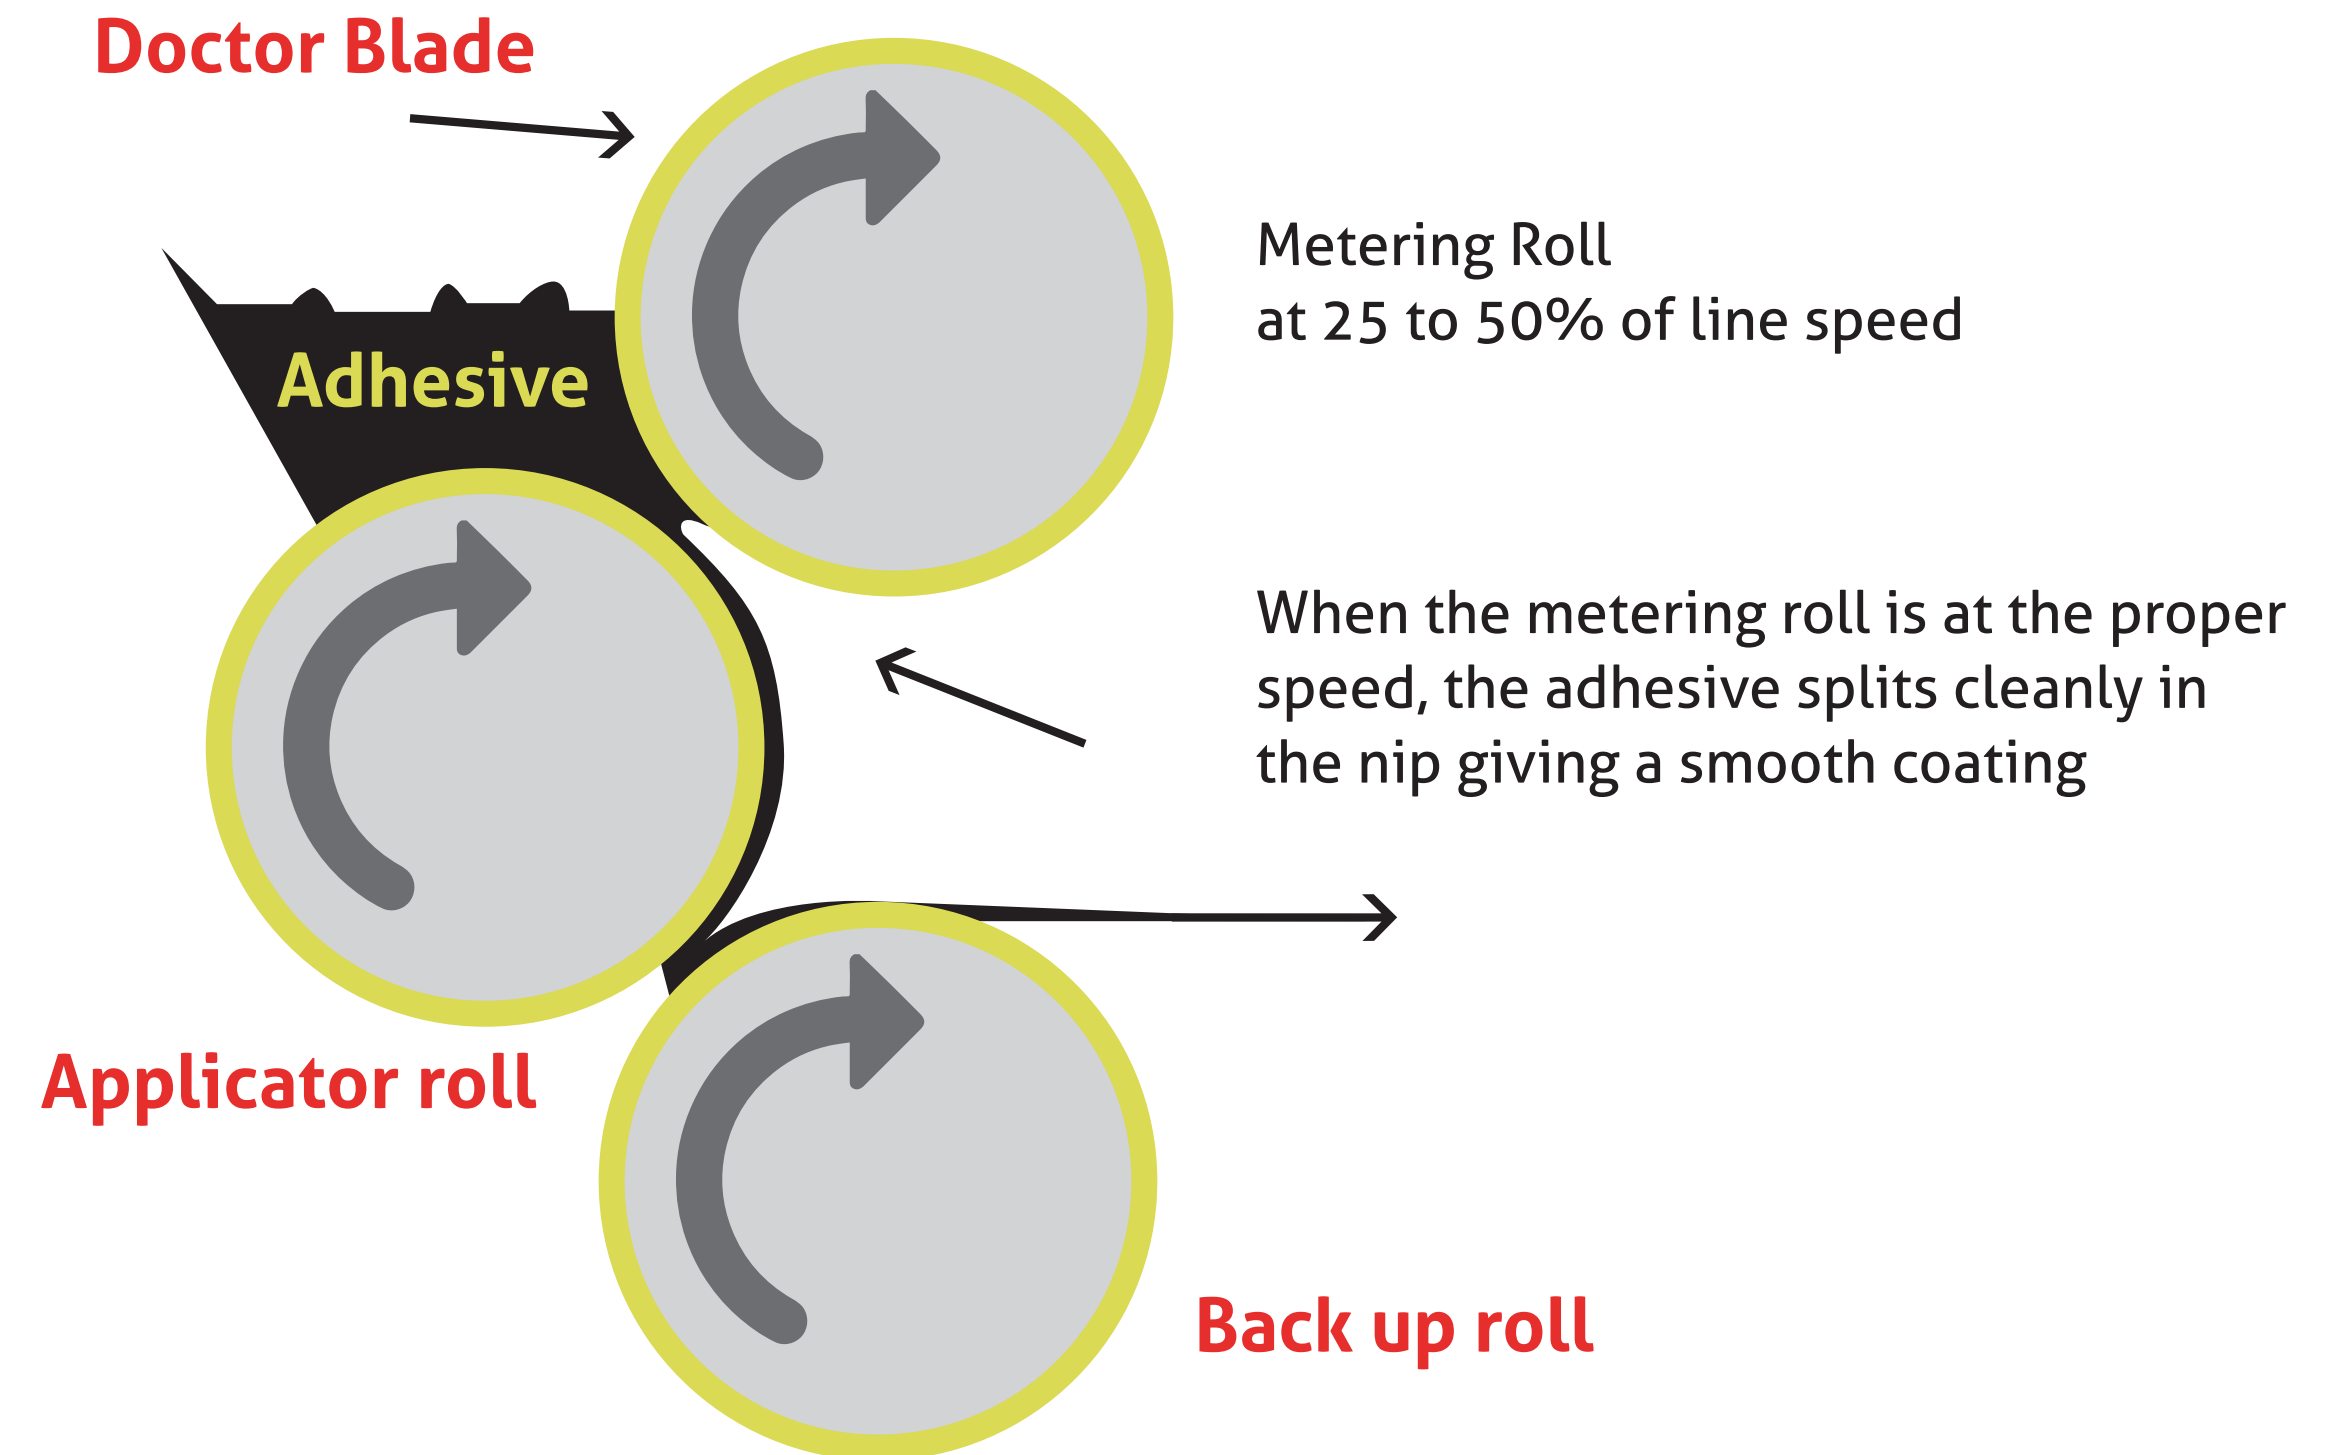 Doctor Blade
Metering Roll
at 25 to 50% of line speed
Adhesive
When the metering roll is at the proper
speed, the adhesive splits cleanly in
the nip giving a smooth coating
Applicator roll
Back up roll